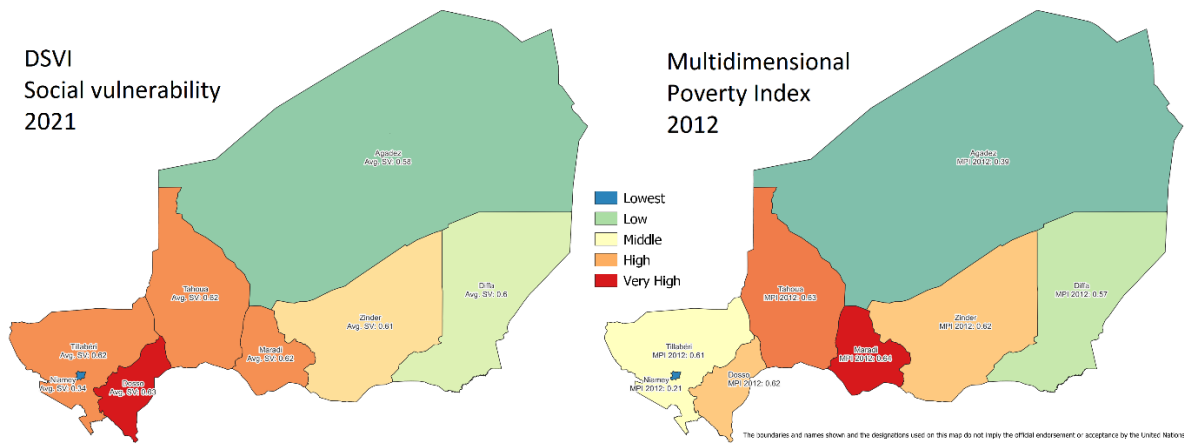 DSVI
Social vulnerability
2021
Agadez
Avg. SV: 0.58
Tahoua
Avg. SV: 0.62
Diffa
Avg. SV: 0.6
Zinder
Avg. SV: 0.61
Maradi
Avg. SV: 0.62
Tillabéri
Avg. SV: 0.62
Niamey
Avg. SV: 0.34
Dosso
Avg. SV: 0.63
Lowest
Low
Middle
High
Very High
Multidimensional
Poverty Index
2012
Agadez
MPI 2012: 0.39
Tahoua
MPI 2012: 0.63
Diffa
MPI 2012: 0.57
Zinder
MPI 2012: 0.62
Maradi
MPI 2012: 0.64
Tillabéri
MPI 2012: 0.61
Niamey
MPI 2012: 0.21
Dosso
MPI 2012: 0.62
The boundaries and names shown and the designations used on this map do not imply the official endorsement or acceptance by the United Nations